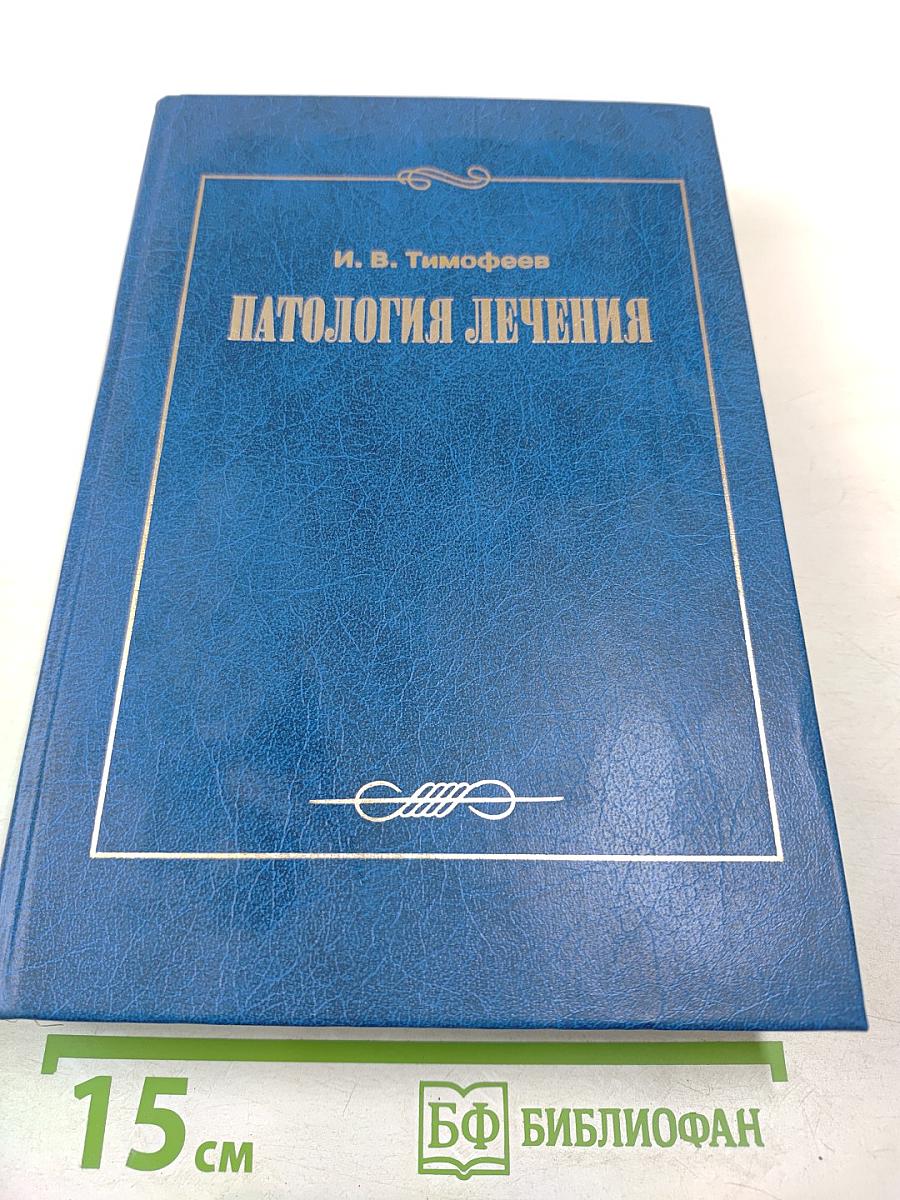 И. В. Тимофеев
ПАТОЛОГИЯ ЛЕЧЕНИЯ
15 см
БФ БИБЛИОФАН